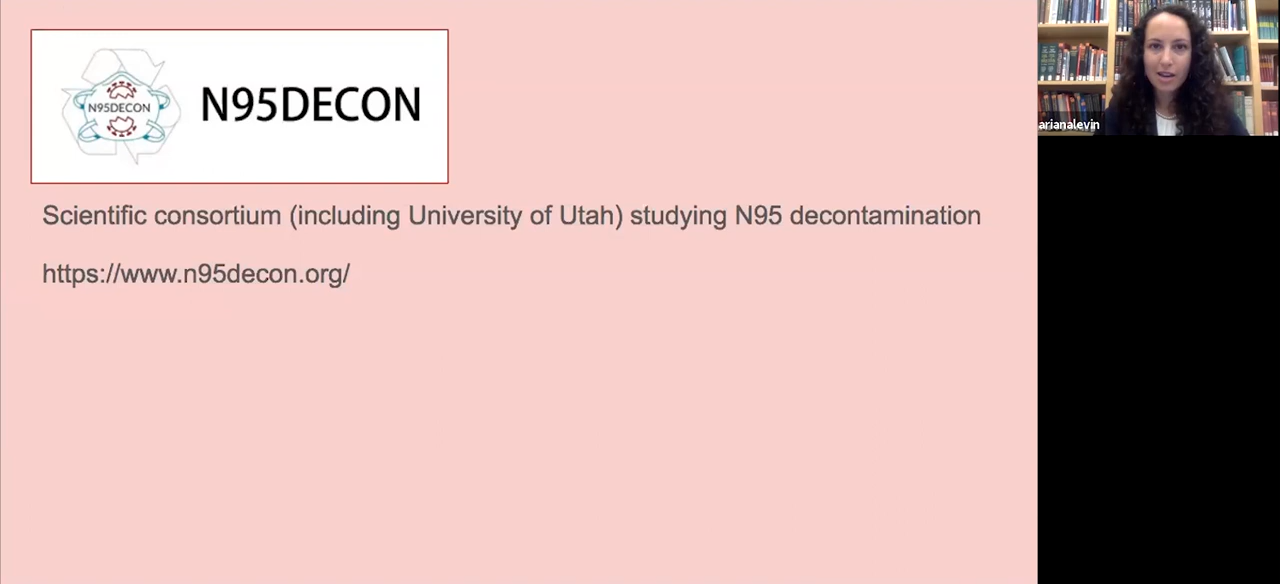 N95DECON
N95DECON
Scientific consortium (including University of Utah) studying N95 decontamination
https://www.n95decon.org/
arianalevin